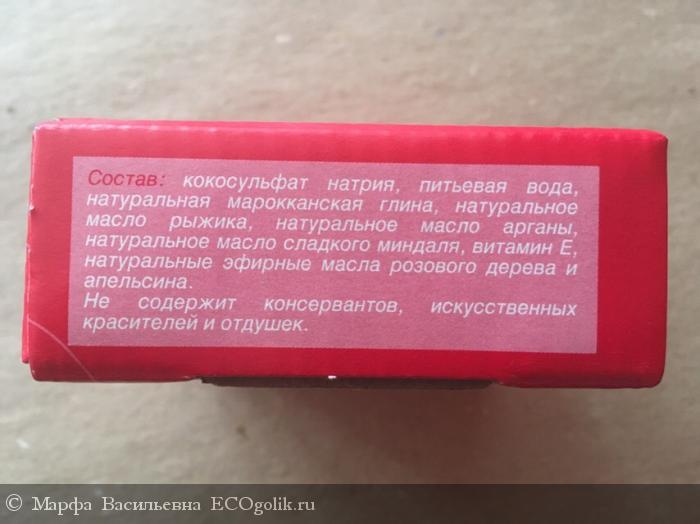 Состав: кокосульфат натрия, питьевая вода,
натуральная марокканская глина, натуральное
масло рыжика, натуральное масло арганы,
натуральное масло сладкого миндаля, витамин Е,
натуральные эфирные масла розового дерева и
апельсина.
Не содержит консервантов, искусственных
красителей и отдушек.
© Марфа Васильевна ECOgolik.ru